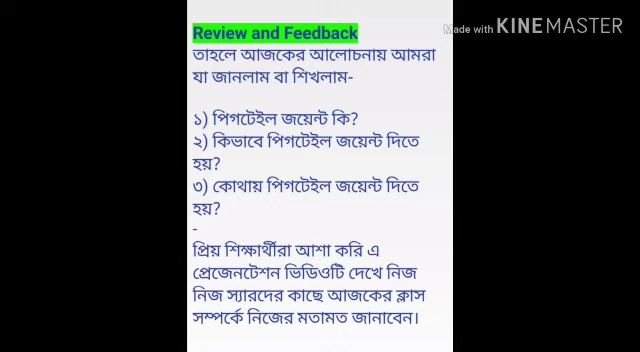 Review and Feedback
Made with KINEMASTER
তাহলে আজকের আলোচনায় আমরা
যা জানলাম বা শিখলাম-
১) পিগটেইল জয়েন্ট কি?
২) কিভাবে পিগটেইল জয়েন্ট দিতে
হয়?
৩) কোথায় পিগটেইল জয়েন্ট দিতে
হয়?
-
প্রিয় শিক্ষার্থীরা আশা করি এ
প্রেজেনটেশন ভিডিওটি দেখে নিজ
নিজ স্যারদের কাছে আজকের ক্লাস
সম্পর্কে নিজের মতামত জানাবেন।